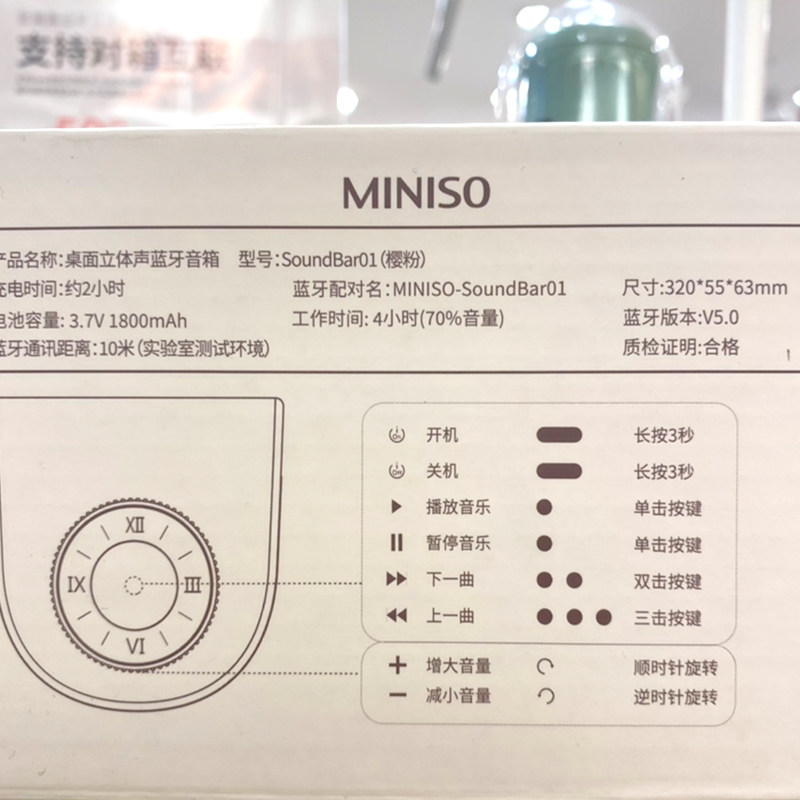 支持对箱互联
MINISO
产品名称:桌面立体声蓝牙音箱 型号:SoundBar01(樱粉)
充电时间:约2小时 蓝牙配对名:MINISO-SoundBar01 尺寸:320*55*63mm
电池容量: 3.7V 1800mAh 工作时间: 4小时(70%音量) 蓝牙版本:V5.0
蓝牙通讯距离:10米(实验室测试环境) 质检证明:合格
开机 长按3秒
关机 长按3秒
播放音乐 单击按键
暂停音乐 单击按键
下一曲 双击按键
上一曲 三击按键
增大音量 顺时针旋转
减小音量 逆时针旋转
XII
IX III
VI